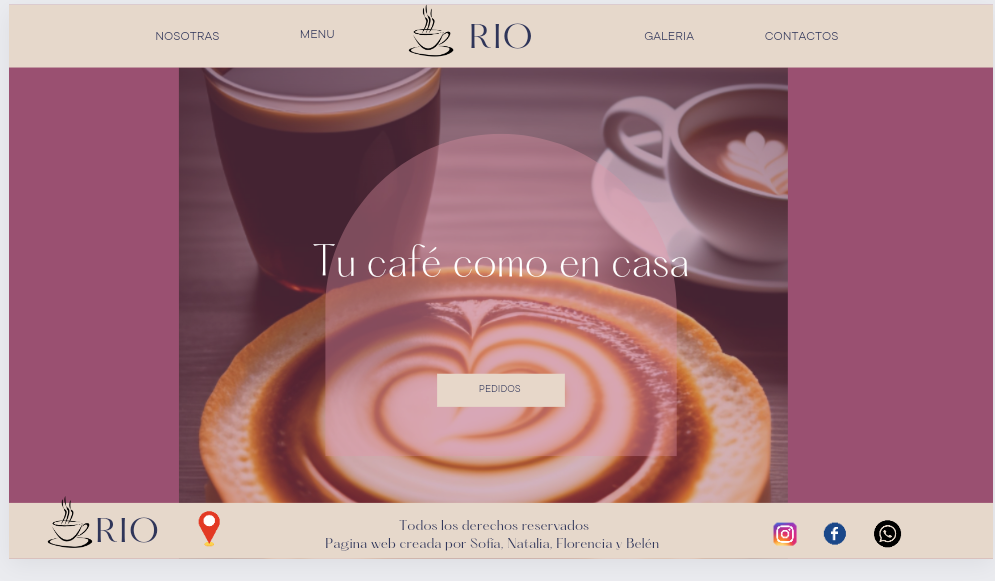 NOSOTRAS
MENU
RIO
GALERIA
CONTACTOS
Tu café como en casa
PEDIDOS
RIO
Todos los derechos reservados
Pagina web creada por Sofia, Natalia, Florencia y Belén